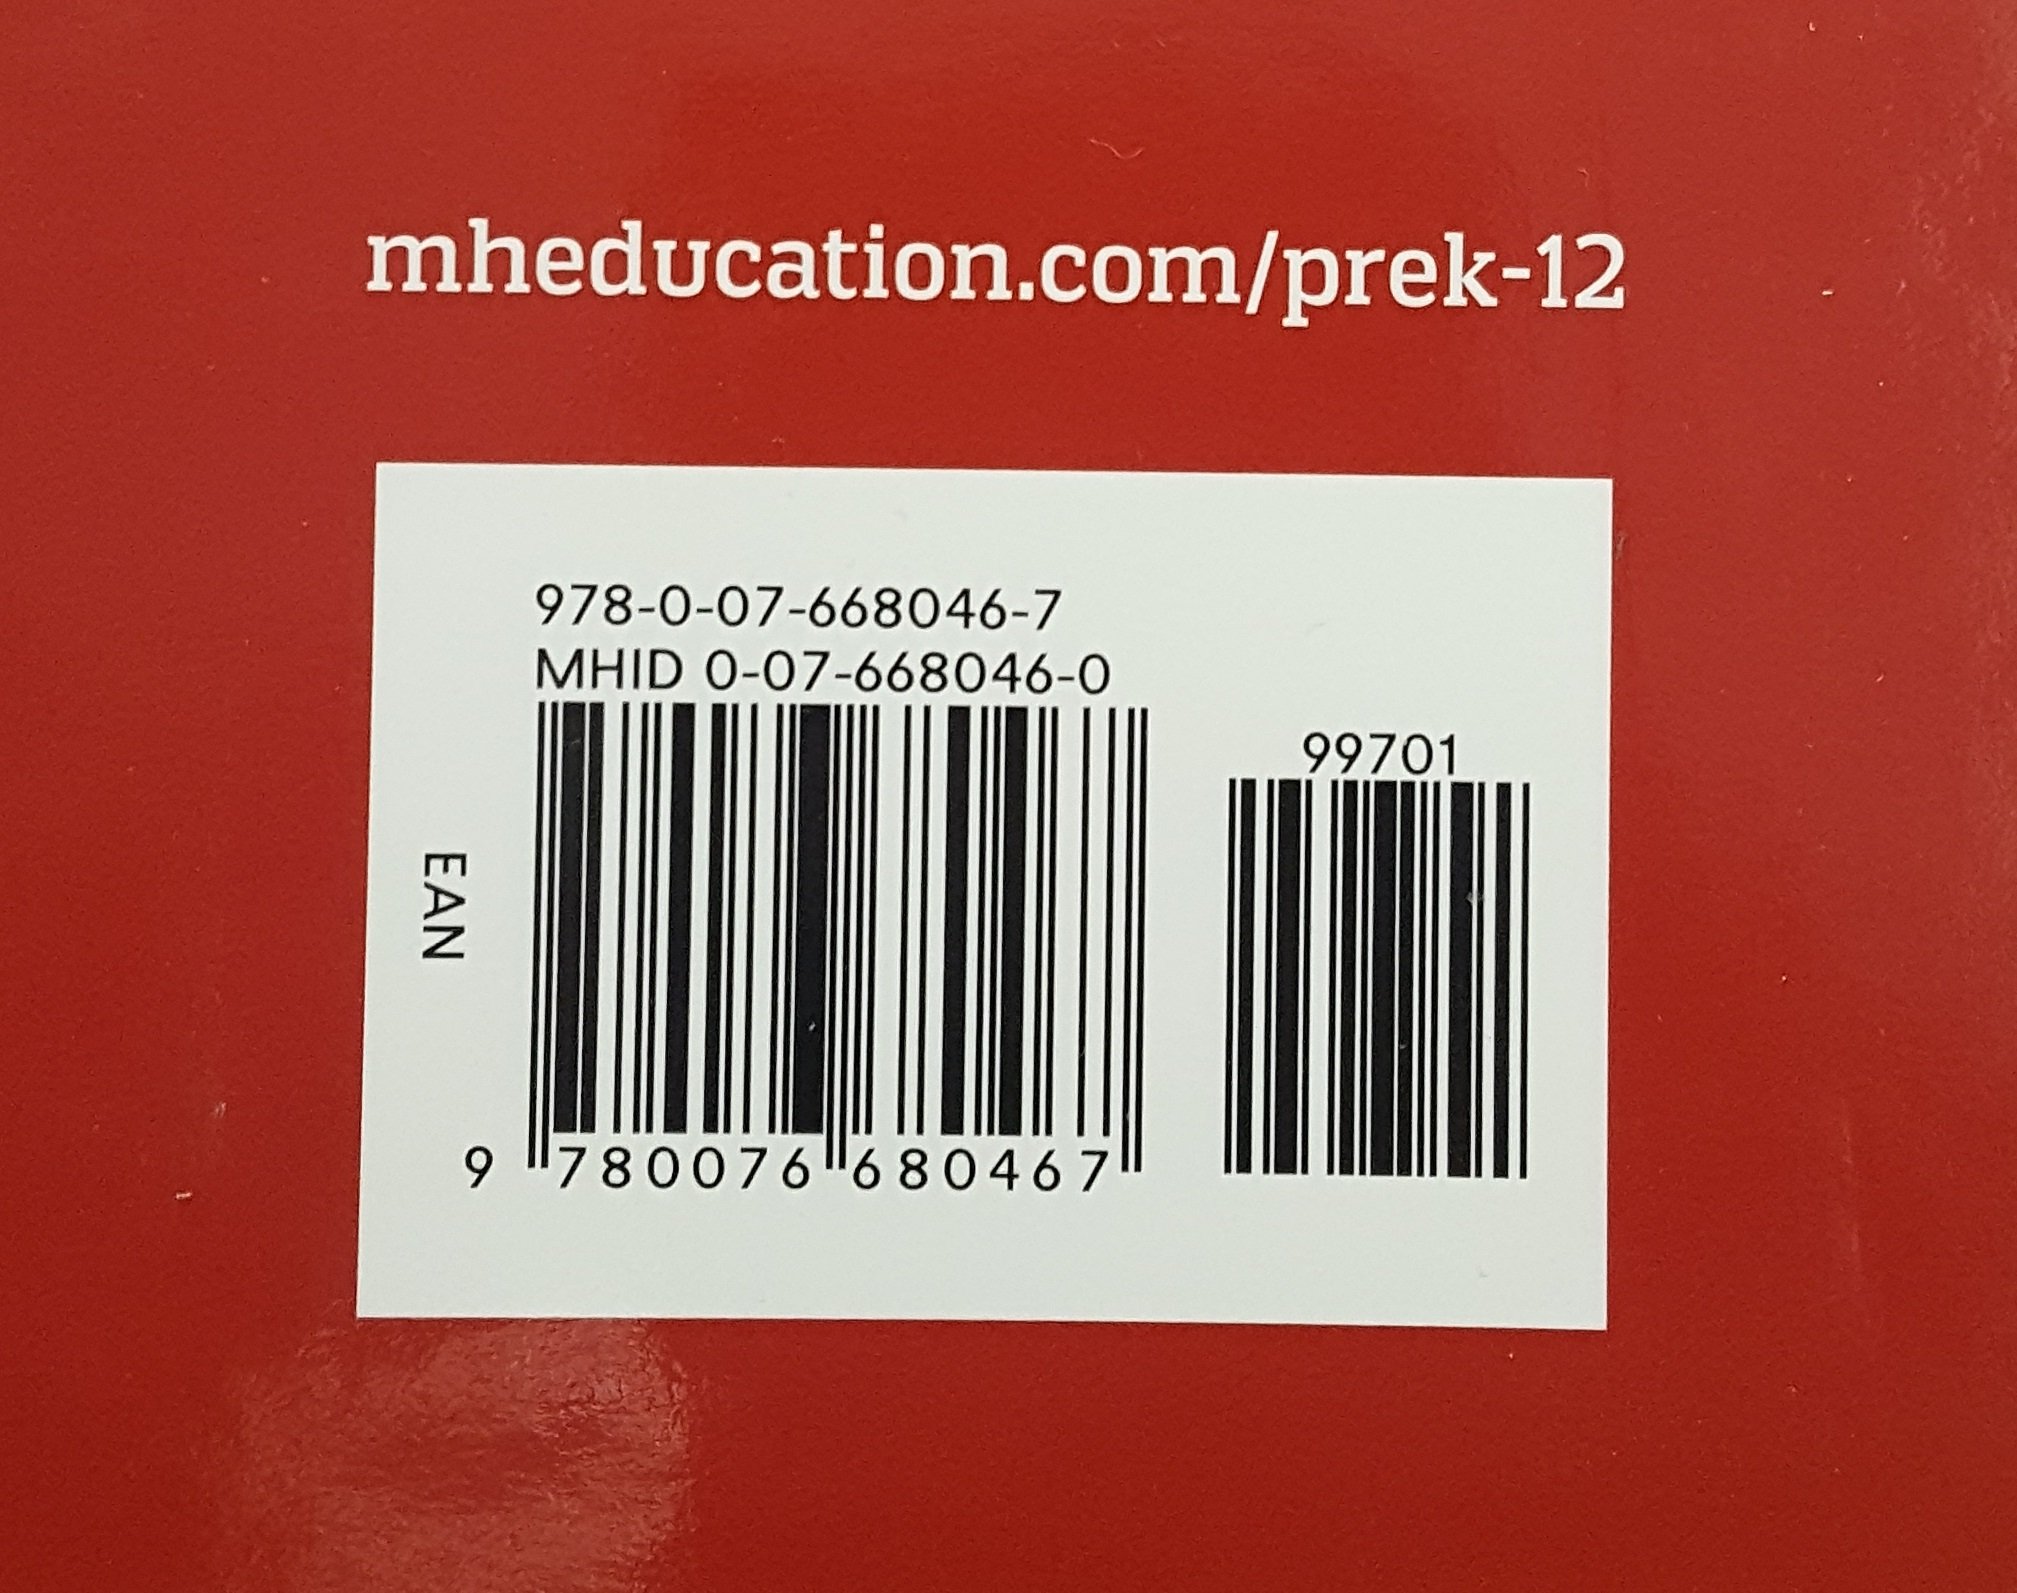 mheducation.com/prek-12
978-0-07-668046-7
MHID 0-07-668046-0
99701
EAN
9 780076 680467